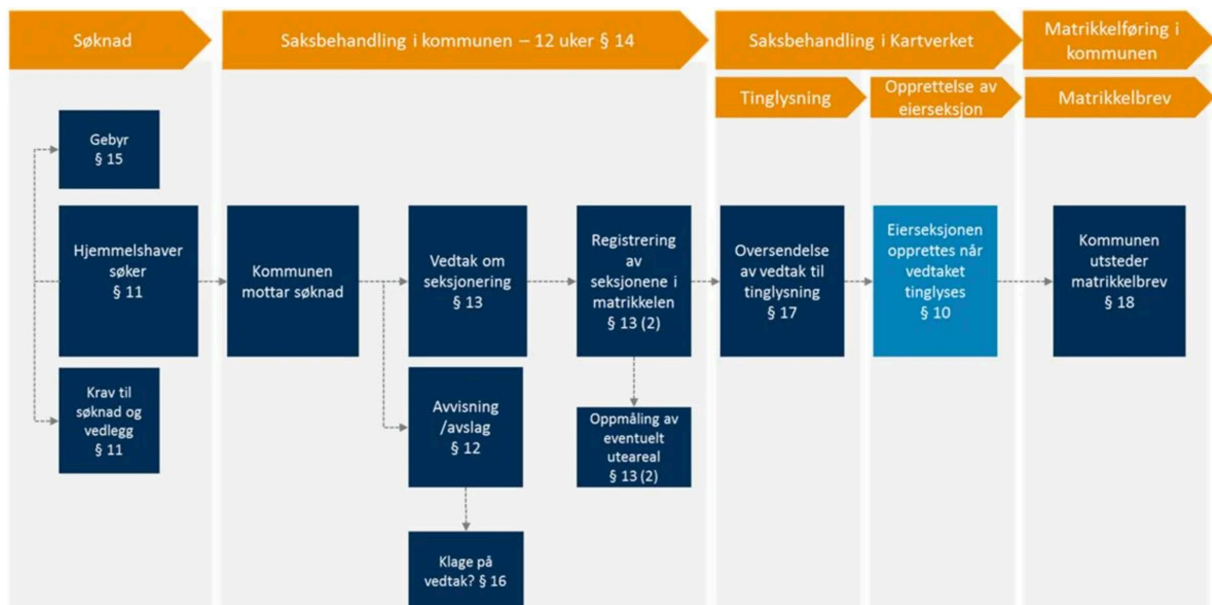 Søknad
Saksbehandling i kommunen – 12 uker § 14
Saksbehandling i Kartverket
Matrikkelføring i
kommunen
Tinglysning
Opprettelse av
eierseksjon
Matrikkelbrev
Gebyr
§ 15
Hjemmelshaver
søker
§ 11
Krav til
søknad og
vedlegg
§ 11
Kommunen
mottar søknad
Vedtak om
seksjonering
§ 13
Avvisning
/avslag
§ 12
Klage på
vedtak? § 16
Registrering
av
seksjonene i
matrikkelen
§ 13 (2)
Oppmåling av
eventuelt
uteareal
§ 13 (2)
Oversendelse
av vedtak til
tinglysning
§ 17
Eierseksjonen
opprettes når
vedtaket
tinglyses
§ 10
Kommunen
utsteder
matrikkelbrev
§ 18